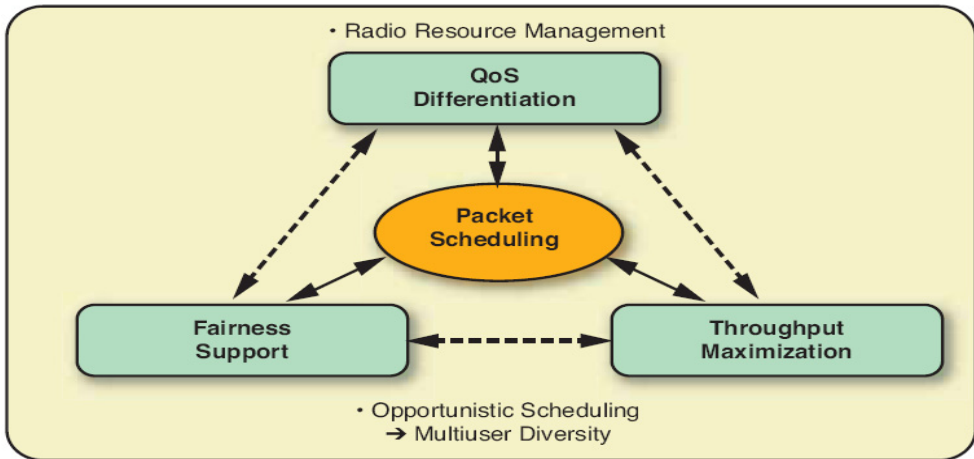 • Radio Resource Management
QoS
Differentiation
Packet
Scheduling
Fairness
Support
Throughput
Maximization
• Opportunistic Scheduling
➔ Multiuser Diversity